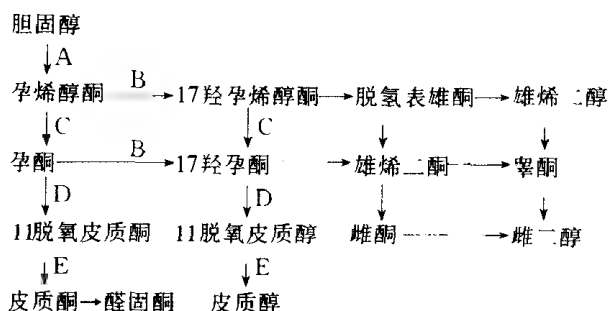 胆固醇
A
孕烯醇酮 B 17羟孕烯醇酮 脱氢表雄酮 雄烯二醇
C C
孕酮 B 17羟孕酮 雄烯二酮 睾酮
D D
11脱氧皮质酮 11脱氧皮质醇 雌酮 雌二醇
E E
皮质酮 醛固酮 皮质醇